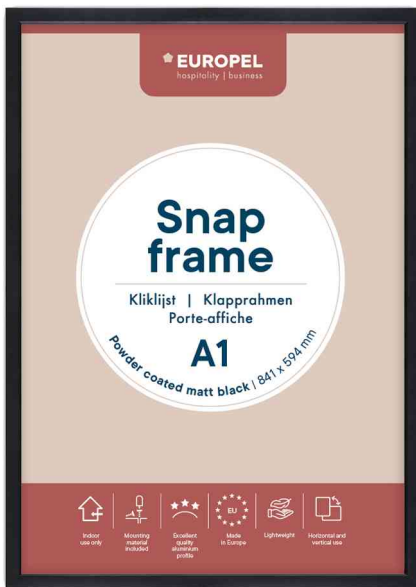 EUROPEL
hospitality | business
Snap
frame
Kliklijst | Klapprahmen
Porte-affiche
A1
Powder coated matt black | 841 x 594 mm
Indoor
use only
Mounting
material
included
Excellent
quality
aluminium
profile
EU
Made
in Europe
Lightweight
Horizontal and
vertical use